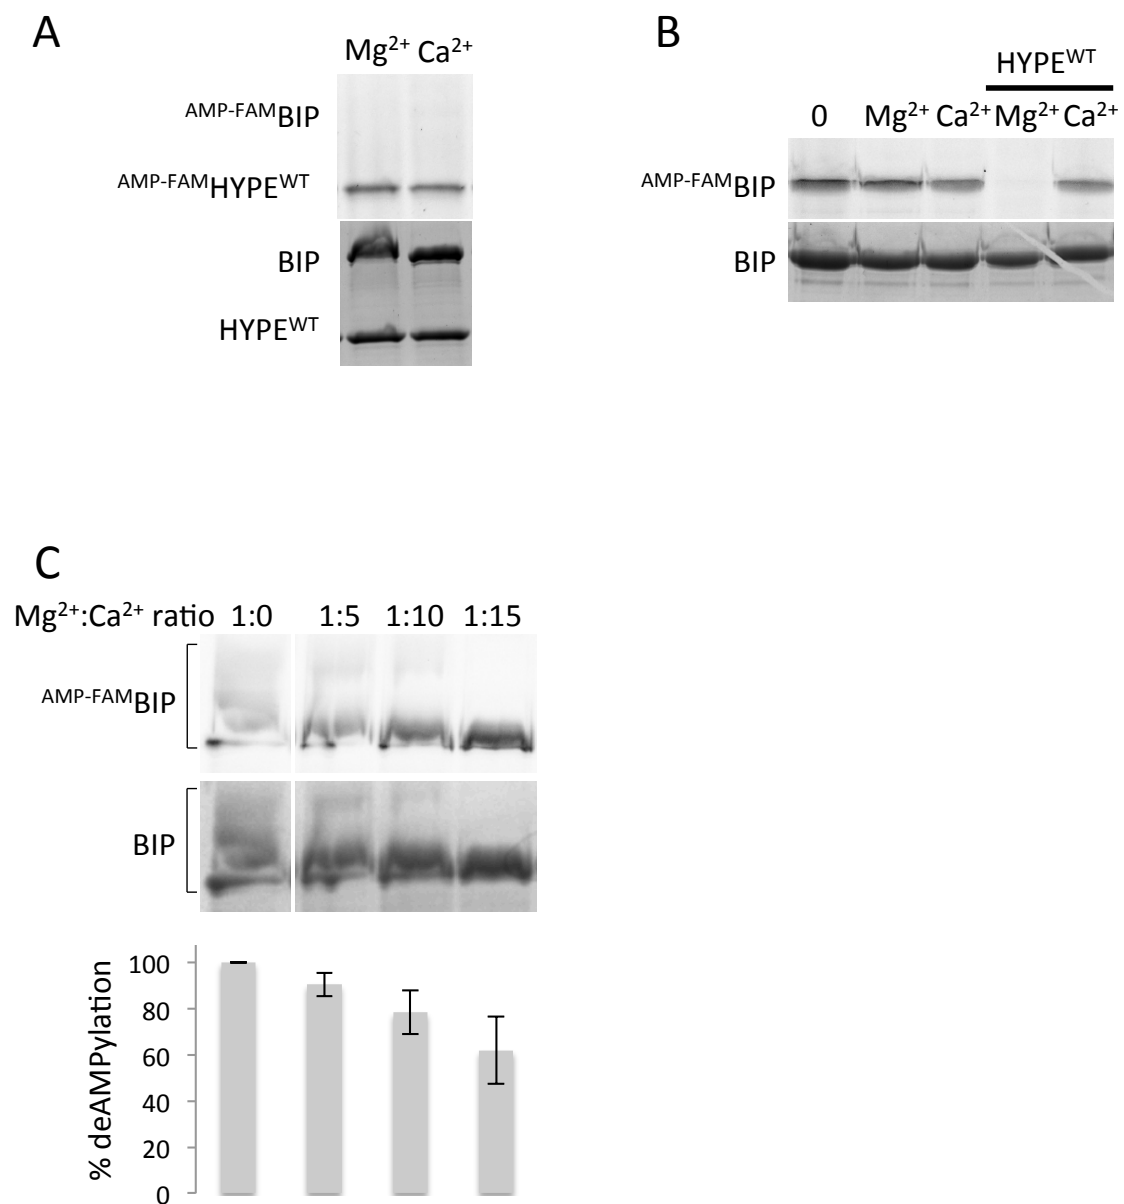 A
Mg²⁺ Ca²⁺
AMP-FAMBIP
AMP-FAMHYPEWT
BIP
HYPEWT
B
HYPEWT
0 Mg²⁺ Ca²⁺ Mg²⁺ Ca²⁺
AMP-FAMBIP
BIP
C
Mg²⁺:Ca²⁺ ratio 1:0 1:5 1:10 1:15
AMP-FAMBIP
BIP
% deAMPylation
100
80
60
40
20
0